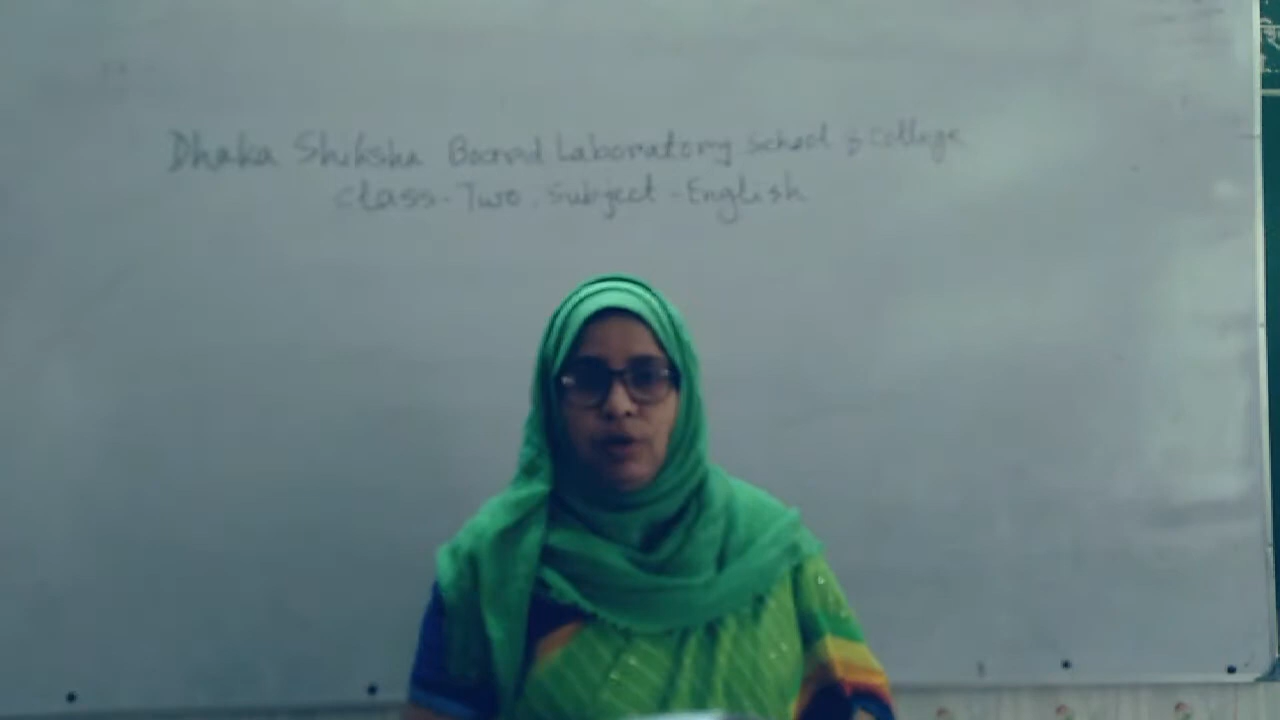 Dhaka Shiksha Board Laboratory School & College
Class-Two, Subject-English